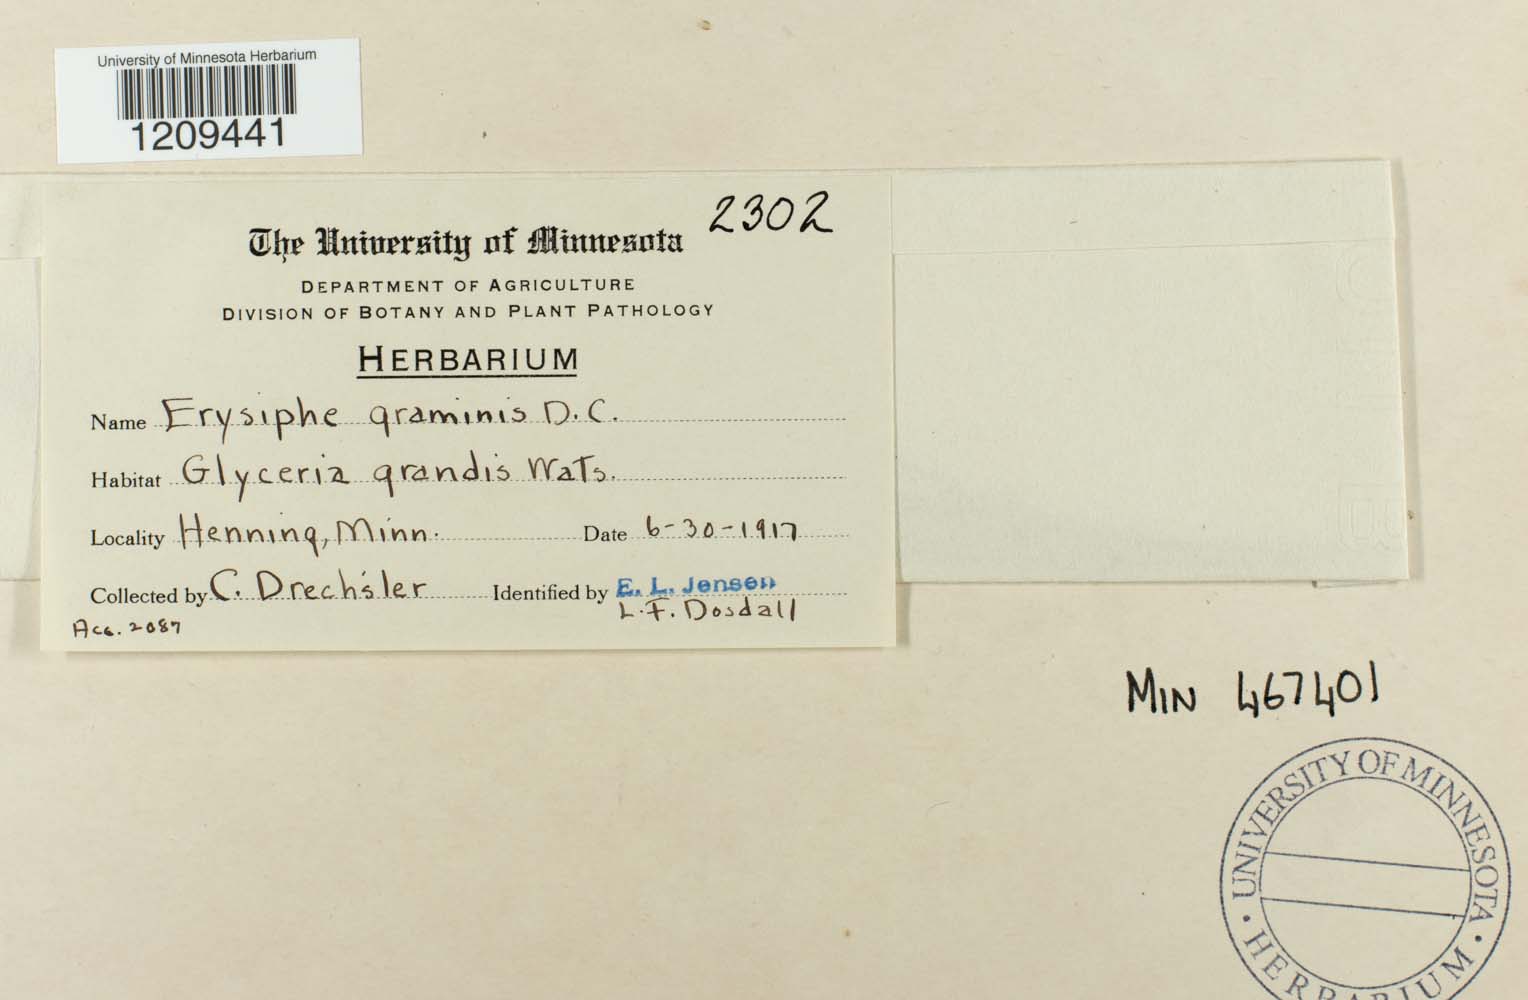 University of Minnesota Herbarium
1209441
2302
The University of Minnesota
DEPARTMENT OF AGRICULTURE
DIVISION OF BOTANY AND PLANT PATHOLOGY
HERBARIUM
Name Erysiphe graminis D.C.
Habitat Glyceria grandis Wats.
Locality Henning, Minn. Date 6-30-1917
Collected by C. Drechsler Identified by E. L. Jensen
L. F. Dosdall
Acc. 2087
MIN 467401
UNIVERSITY OF MINNESOTA
HERBARIUM